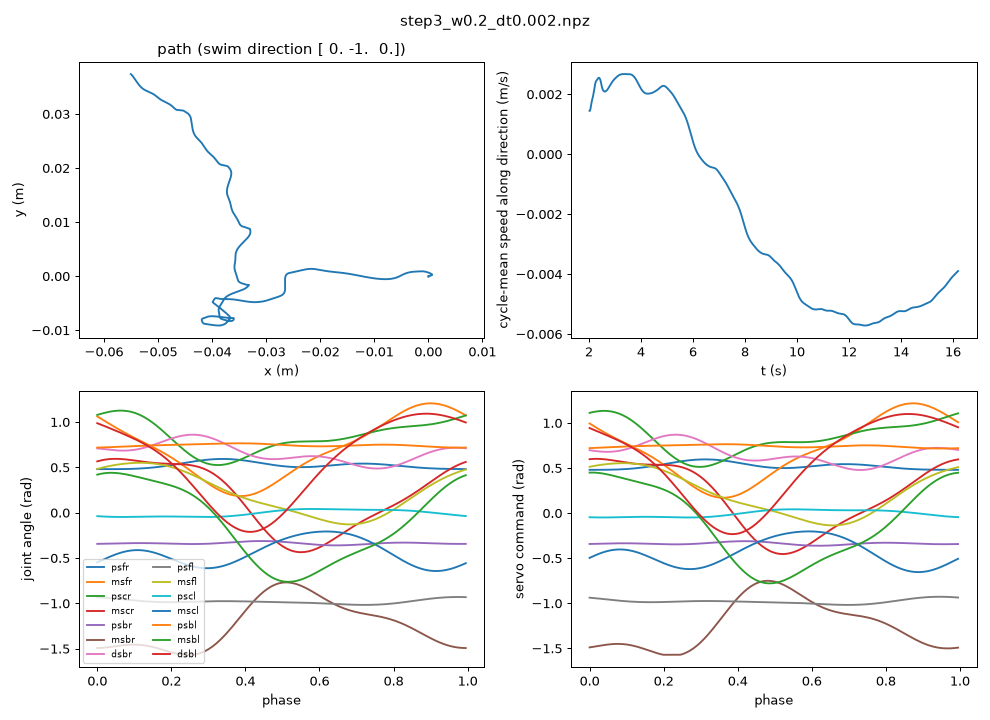 step3_w0.2_dt0.002.npz
path (swim direction [ 0. -1.  0.])
y (m)
0.03
0.02
0.01
0.00
−0.01
−0.06
−0.05
−0.04
−0.03
−0.02
−0.01
0.00
0.01
x (m)
cycle-mean speed along direction (m/s)
0.002
0.000
−0.002
−0.004
−0.006
2
4
6
8
10
12
14
16
t (s)
joint angle (rad)
1.0
0.5
0.0
−0.5
−1.0
−1.5
psfr
msfr
pscr
mscr
psbr
msbr
dsbr
psfl
msfl
pscl
mscl
psbl
msbl
dsbl
0.0
0.2
0.4
0.6
0.8
1.0
phase
servo command (rad)
1.0
0.5
0.0
−0.5
−1.0
−1.5
0.0
0.2
0.4
0.6
0.8
1.0
phase